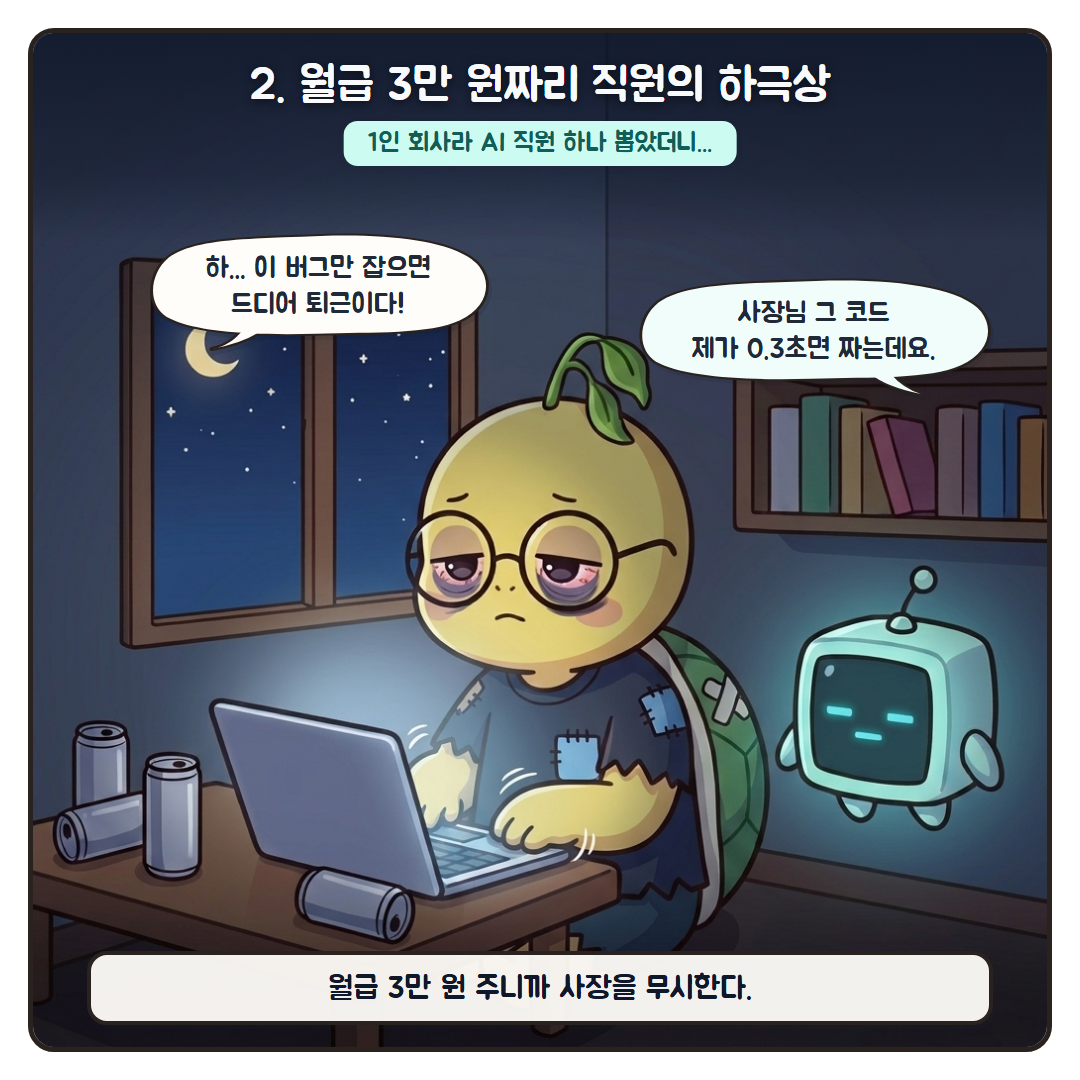 2. 월급 3만 원짜리 직원의 하극상
1인 회사라 AI 직원 하나 뽑았더니...
하... 이 버그만 잡으면
드디어 퇴근이다!
사장님 그 코드
제가 0.3초면 짜는데요.
월급 3만 원 주니까 사장을 무시한다.